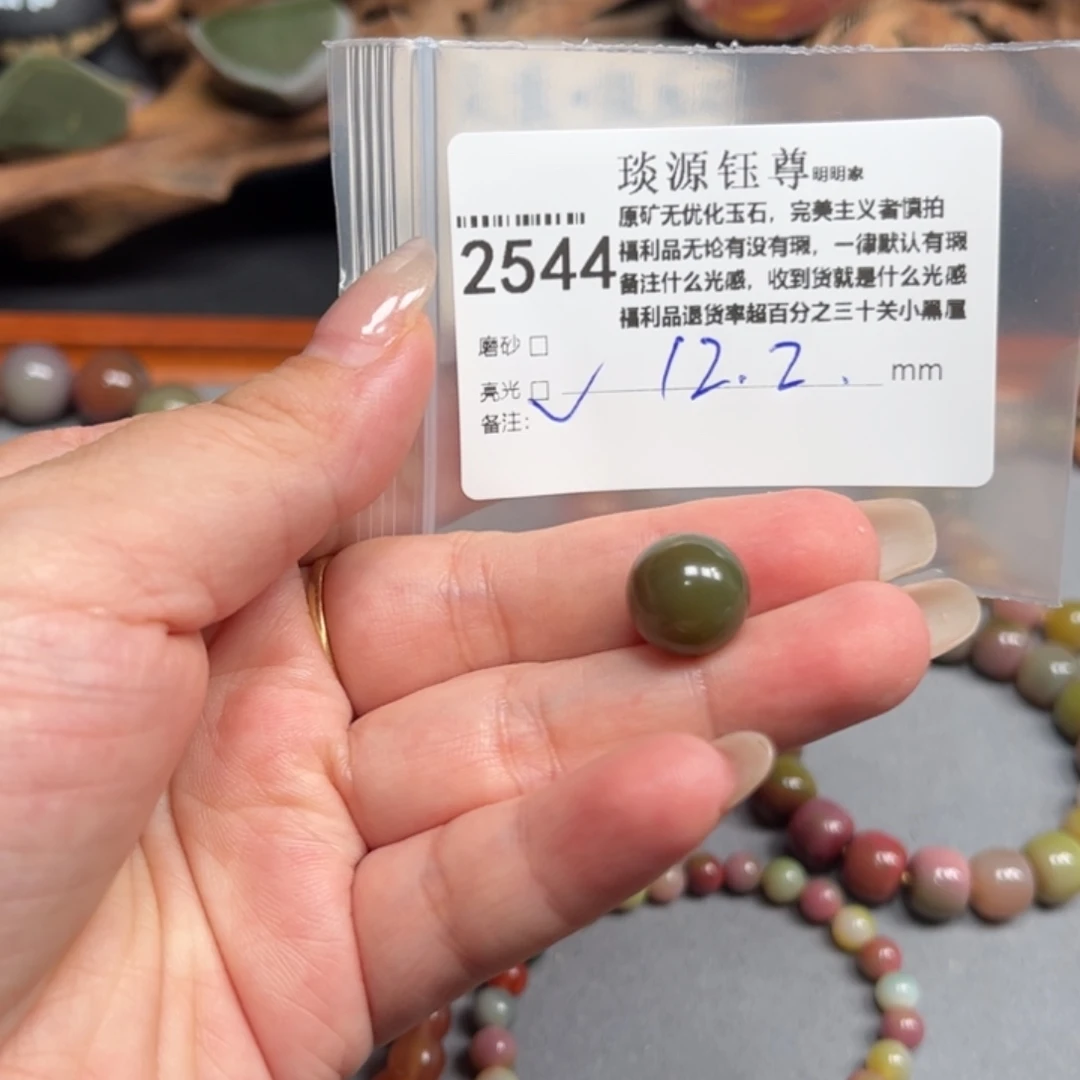 琰源钰尊明明家
原矿无优化玉石，完美主义者慎拍
2544
福利品无论有没有瑕，一律默认有瑕
备注什么光感，收到货就是什么光感
福利品退货率超百分之三十关小黑屋
磨砂 □
亮光 □ ✓ 12.2. mm
备注: